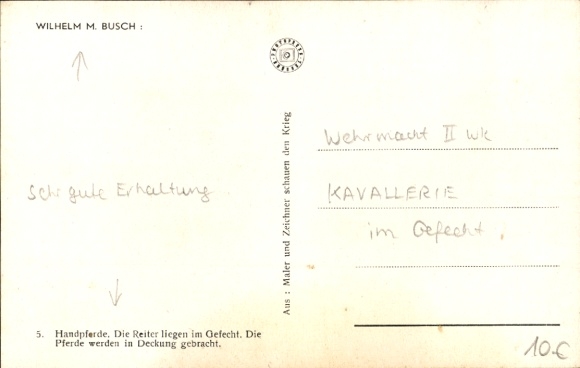 WILHELM M. BUSCH :
Sehr gute Erhaltung
5. Handpferde. Die Reiter liegen im Gefecht. Die
Pferde werden in Deckung gebracht.
Aus : Maler und Zeichner schauen den Krieg
Wehrmacht II Wk
KAVALLERIE
im Gefecht.
10€